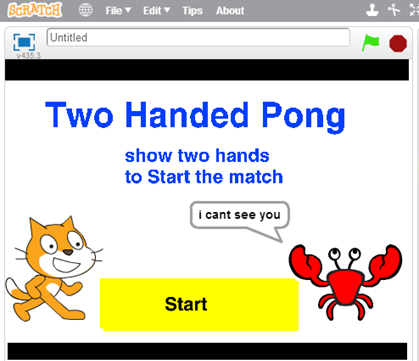 SCRATCH File Edit Tips About
Untitled
v435.3
Two Handed Pong
show two hands
to Start the match
i cant see you
Start